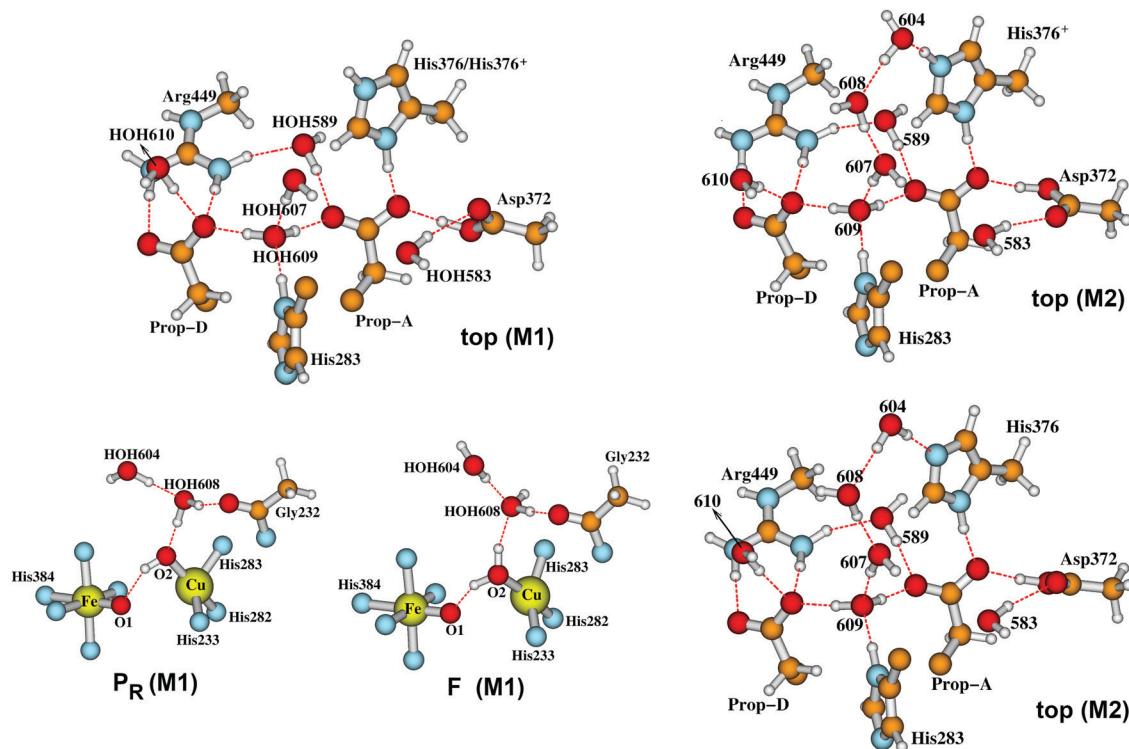 Arg449
His376/His376⁺
HOH610
HOH589
HOH607
Asp372
HOH609
HOH583
Prop–D
Prop–A
His283
top (M1)
604
His376⁺
Arg449
608
589
607
Asp372
610
609
583
Prop–D
Prop–A
His283
top (M2)
HOH604
HOH608
Gly232
His283
O2
Cu
His384
Fe
O1
His282
His233
P_R (M1)
Gly232
HOH604
HOH608
His283
O2
Cu
His384
Fe
O1
His282
His233
F (M1)
604
His376
Arg449
608
610
589
607
Asp372
609
583
Prop–D
Prop–A
His283
top (M2)